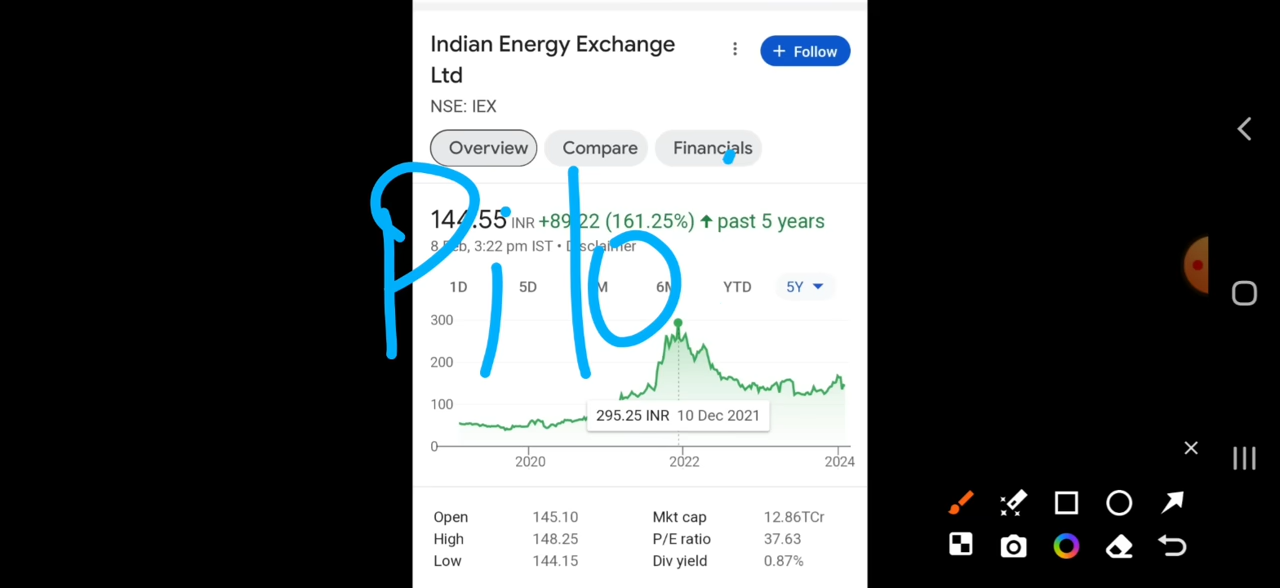 Indian Energy Exchange
Ltd
+ Follow
NSE: IEX
Overview
Compare
Financials
144.55 INR +89.22 (161.25%) ↑ past 5 years
8 Feb, 3:22 pm IST • Disclaimer
1D 5D 6M YTD 5Y
Pib
300
200
100
0
295.25 INR 10 Dec 2021
2020 2022 2024
Open 145.10 Mkt cap 12.86TCr
High 148.25 P/E ratio 37.63
Low 144.15 Div yield 0.87%